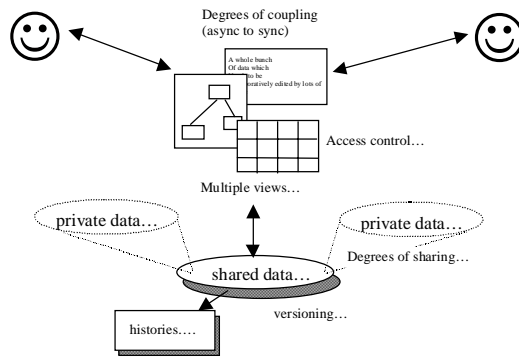 Degrees of coupling
(async to sync)
A whole bunch
Of data which
to be
oratively edited by lots of
Access control…
Multiple views…
private data…
private data…
Degrees of sharing…
shared data…
versioning…
histories….